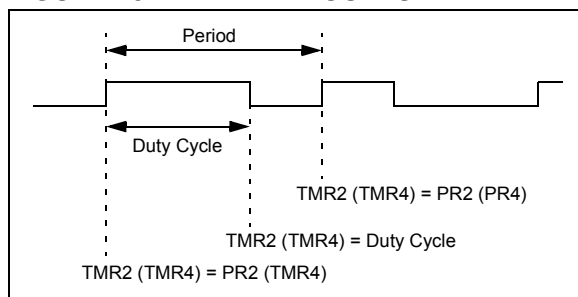 Period
Duty Cycle
TMR2 (TMR4) = PR2 (PR4)
TMR2 (TMR4) = Duty Cycle
TMR2 (TMR4) = PR2 (TMR4)